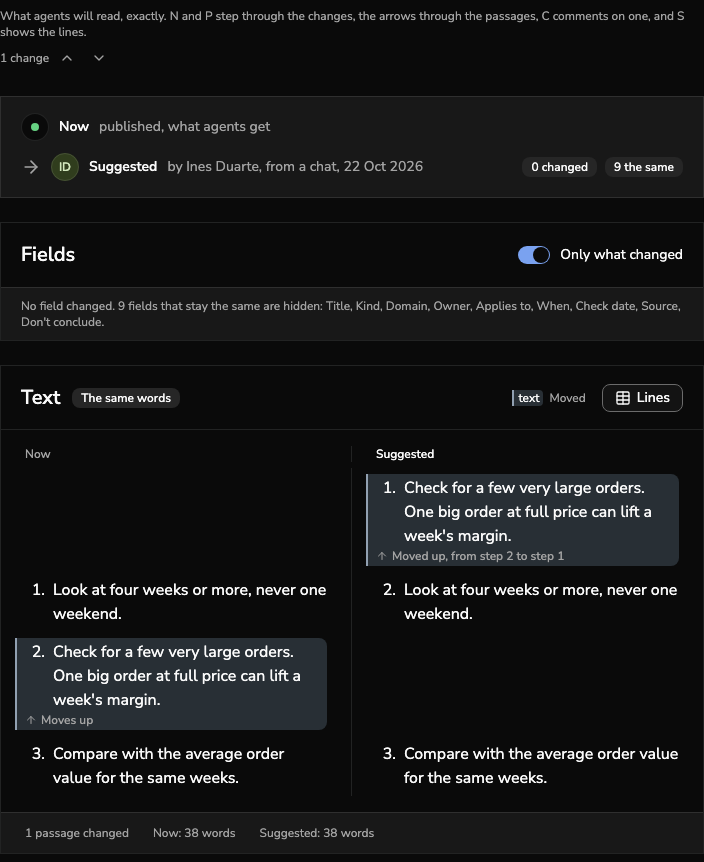 What agents will read, exactly. N and P step through the changes, the arrows through the passages, C comments on one, and S
shows the lines.
1 change
Now published, what agents get
ID Suggested by Ines Duarte, from a chat, 22 Oct 2026 0 changed 9 the same
Fields Only what changed
No field changed. 9 fields that stay the same are hidden: Title, Kind, Domain, Owner, Applies to, When, Check date, Source,
Don't conclude.
Text The same words text Moved Lines
Now Suggested
1. Check for a few very large orders.
One big order at full price can lift a
week's margin.
↑ Moved up, from step 2 to step 1
1. Look at four weeks or more, never one
weekend.
2. Look at four weeks or more, never one
weekend.
2. Check for a few very large orders.
One big order at full price can lift a
week's margin.
↑ Moves up
3. Compare with the average order
value for the same weeks.
3. Compare with the average order value
for the same weeks.
1 passage changed Now: 38 words Suggested: 38 words